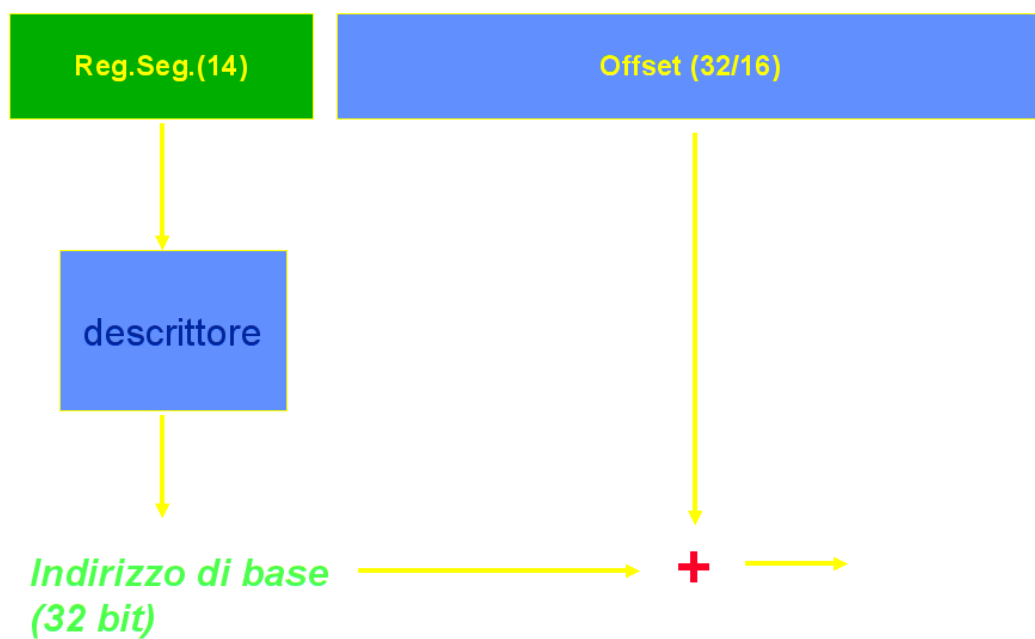 Reg.Seg.(14)
Offset (32/16)
descrittore
Indirizzo di base
(32 bit)
+